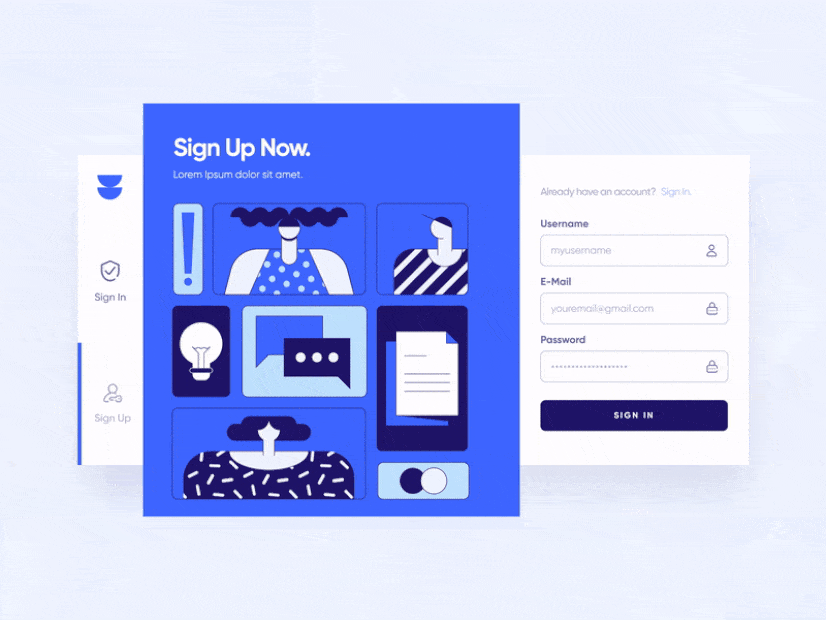 Sign Up Now.
Lorem Ipsum dolor sit amet.
Sign In
Sign Up
Already have an account? Sign In.
Username
myusername
E-Mail
youremail@gmail.com
Password
SIGN IN